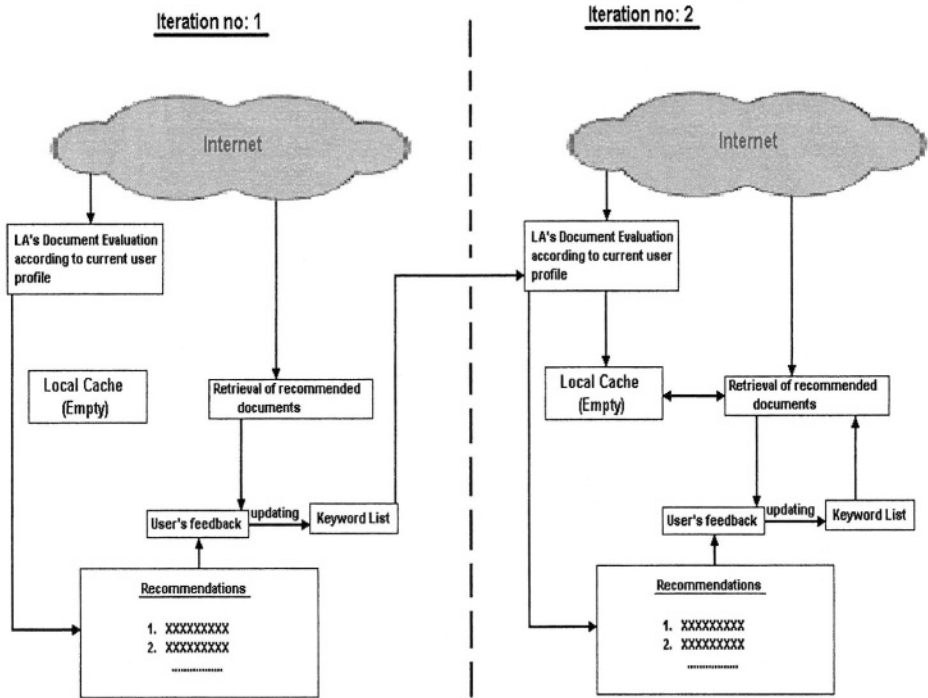 Iteration no: 1
Internet
LA's Document Evaluation
according to current user
profile
Local Cache
(Empty)
Retrieval of recommended
documents
User's feedback
updating
Keyword List
Recommendations
1. XXXXXXXXX
2. XXXXXXXXX
................
Iteration no: 2
Internet
LA's Document Evaluation
according to current user
profile
Local Cache
(Empty)
Retrieval of recommended
documents
User's feedback
updating
Keyword List
Recommendations
1. XXXXXXXXX
2. XXXXXXXXX
................